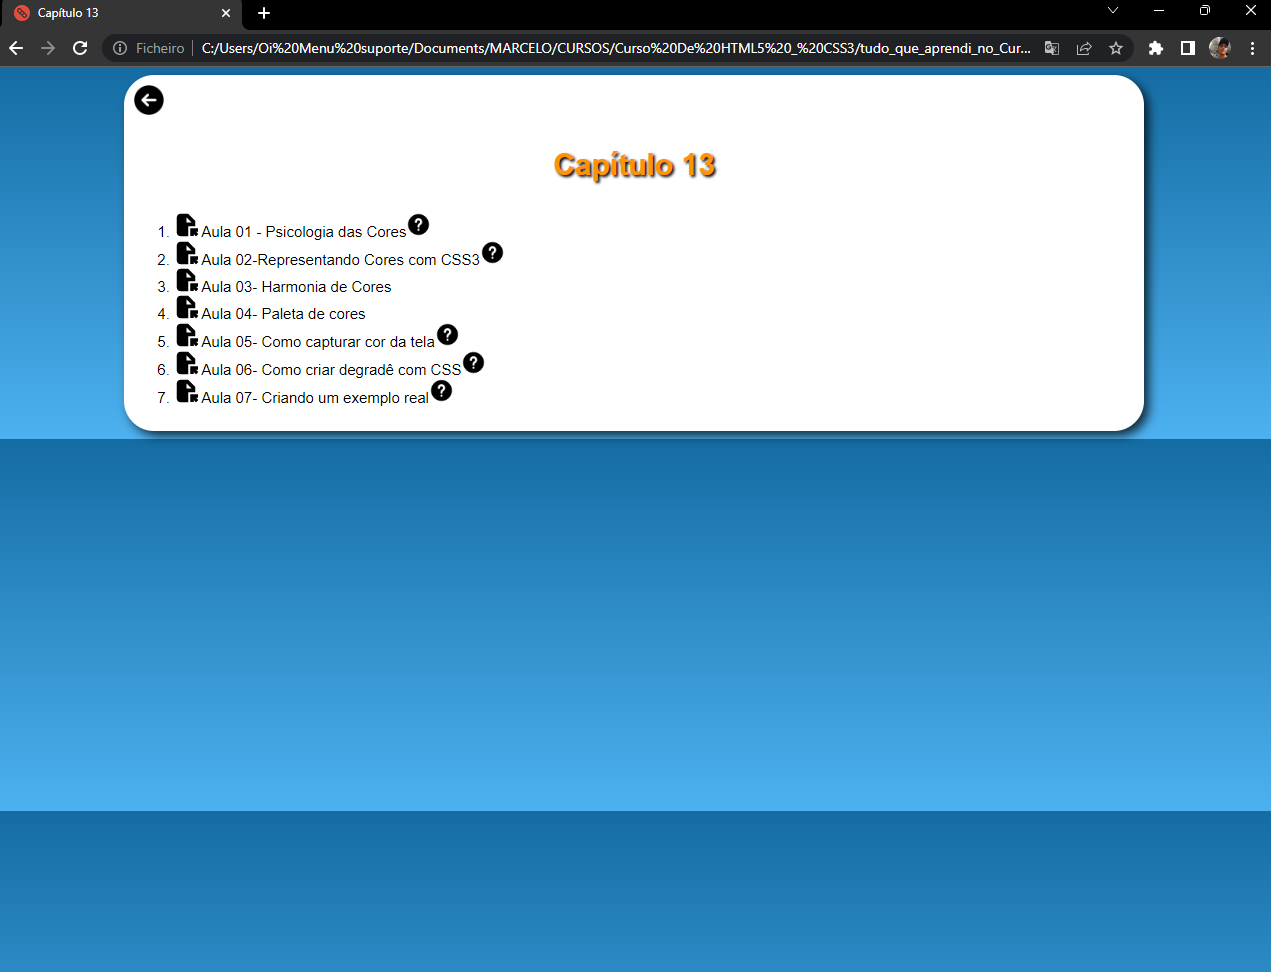 Capítulo 13
Ficheiro
C:/Users/Oi%20Menu%20suporte/Documents/MARCELO/CURSOS/Curso%20De%20HTML5%20_%20CSS3/tudo_que_aprendi_no_Cur...
Capítulo 13
1. Aula 01 - Psicologia das Cores ?
2. Aula 02-Representando Cores com CSS3 ?
3. Aula 03- Harmonia de Cores
4. Aula 04- Paleta de cores
5. Aula 05- Como capturar cor da tela ?
6. Aula 06- Como criar degradê com CSS ?
7. Aula 07- Criando um exemplo real ?